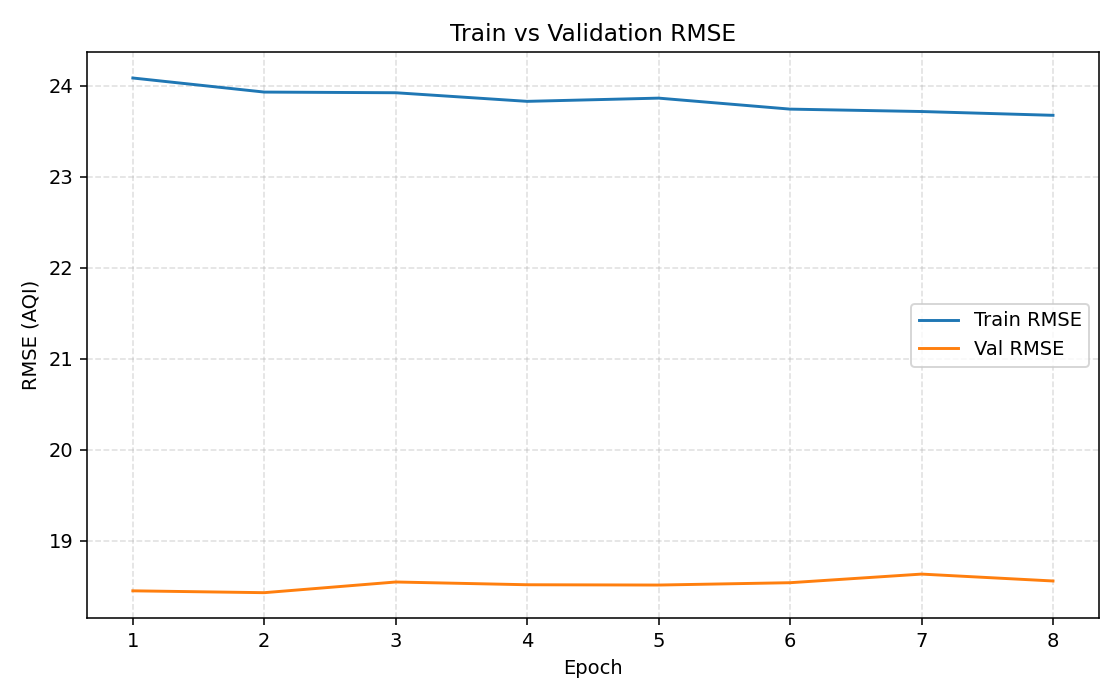 Train vs Validation RMSE
RMSE (AQI)
24
23
22
21
20
19
Train RMSE
Val RMSE
1 2 3 4 5 6 7 8
Epoch